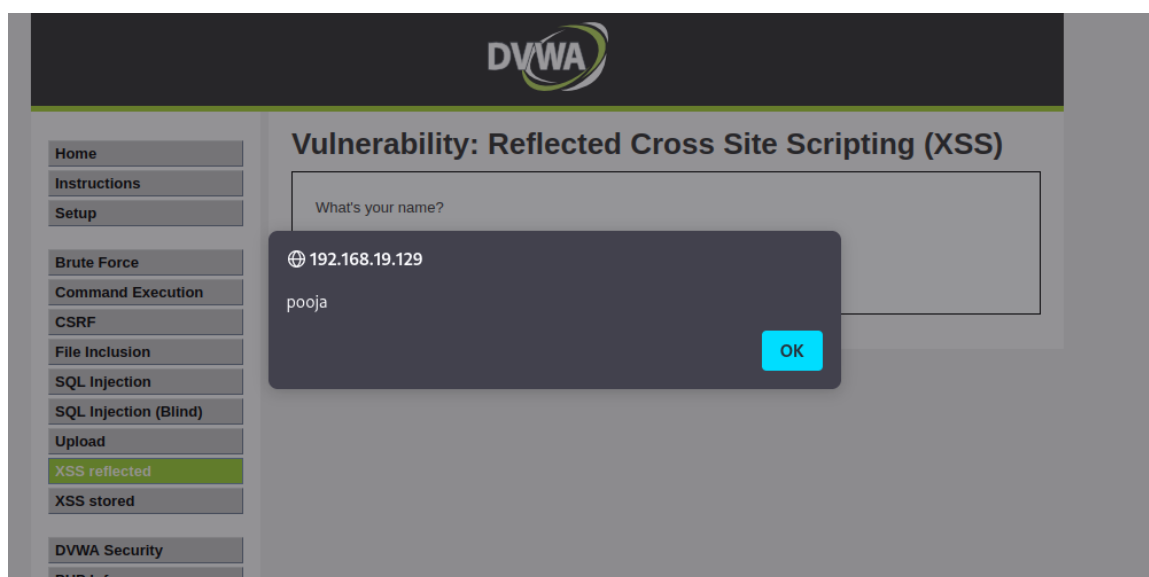 DVWA
Home
Instructions
Setup
Brute Force
Command Execution
CSRF
File Inclusion
SQL Injection
SQL Injection (Blind)
Upload
XSS reflected
XSS stored
DVWA Security
Vulnerability: Reflected Cross Site Scripting (XSS)
What's your name?
192.168.19.129
pooja
OK